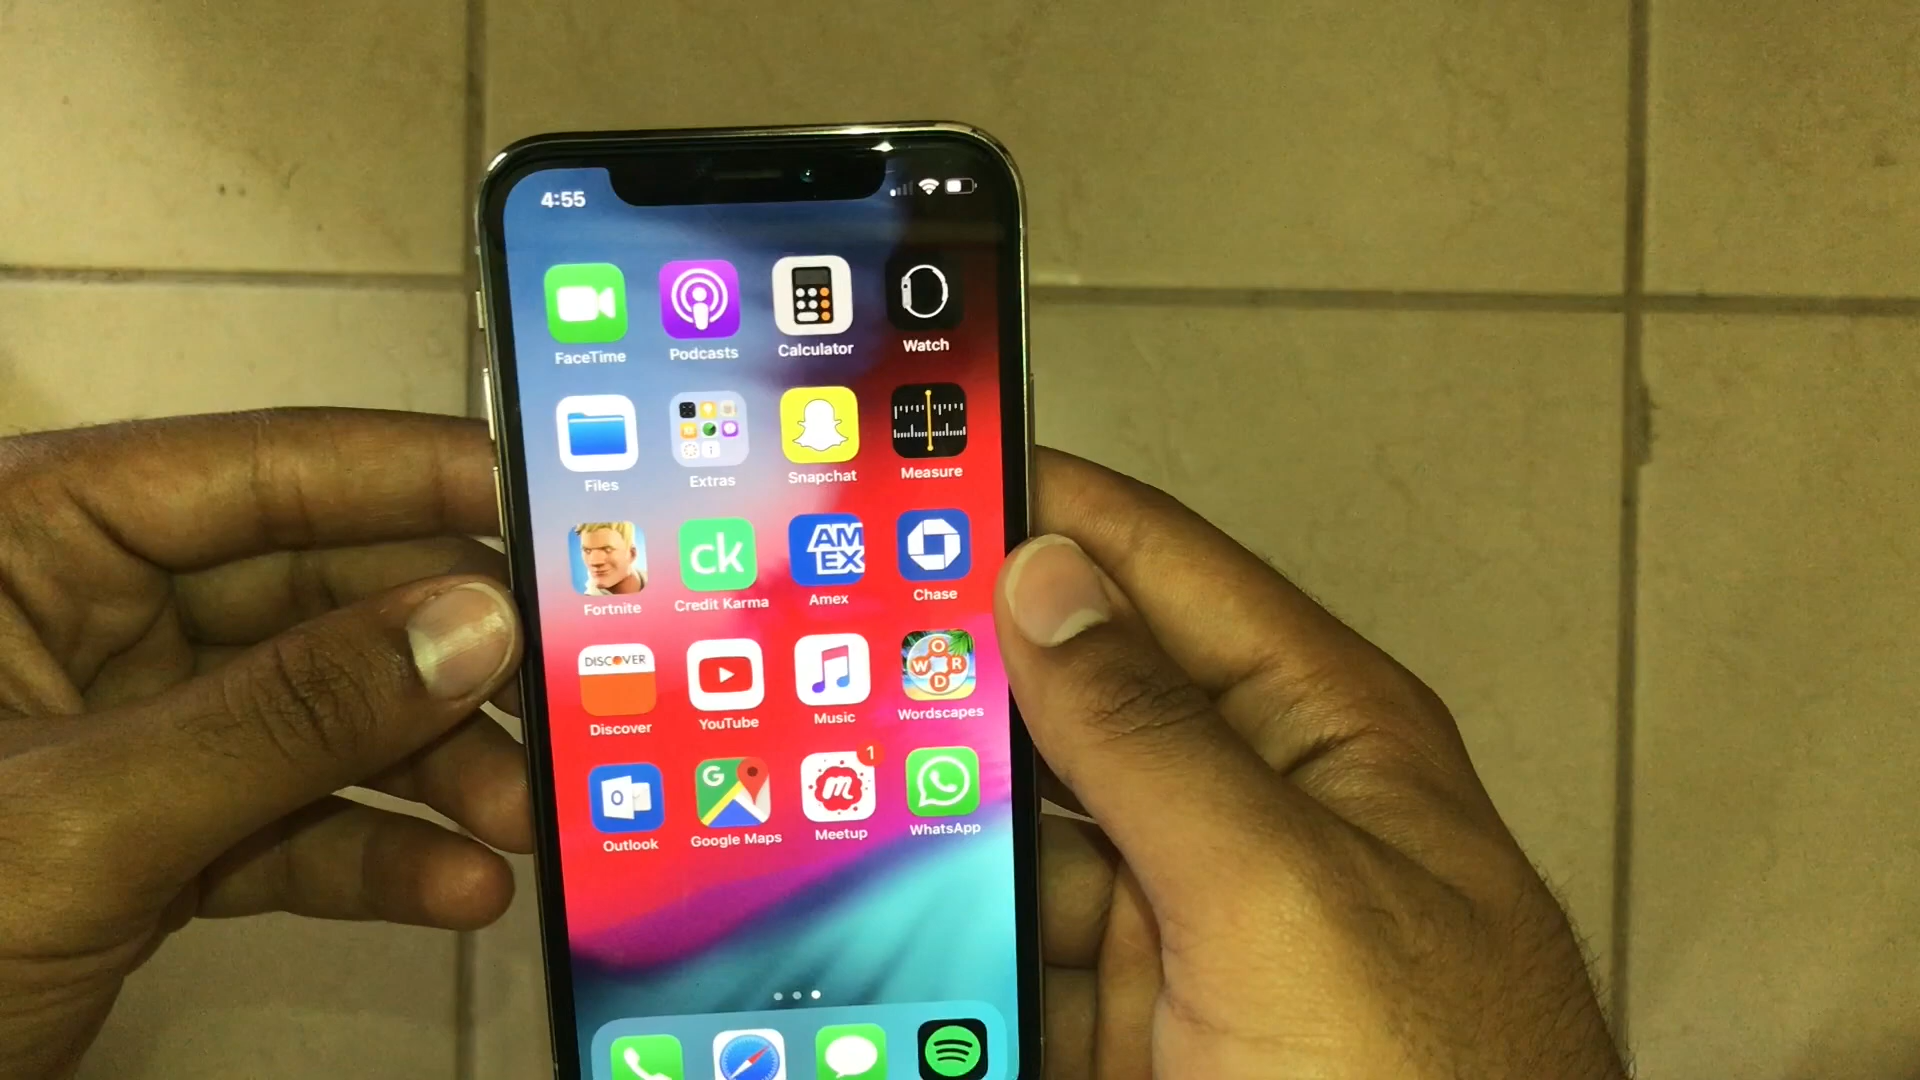 4:55
FaceTime Podcasts Calculator Watch
Files Extras Snapchat Measure
ck AM
EX
Fortnite Credit Karma Amex Chase
DISCOVER
W O R D
Discover YouTube Music Wordscapes
O G m 1
Outlook Google Maps Meetup WhatsApp